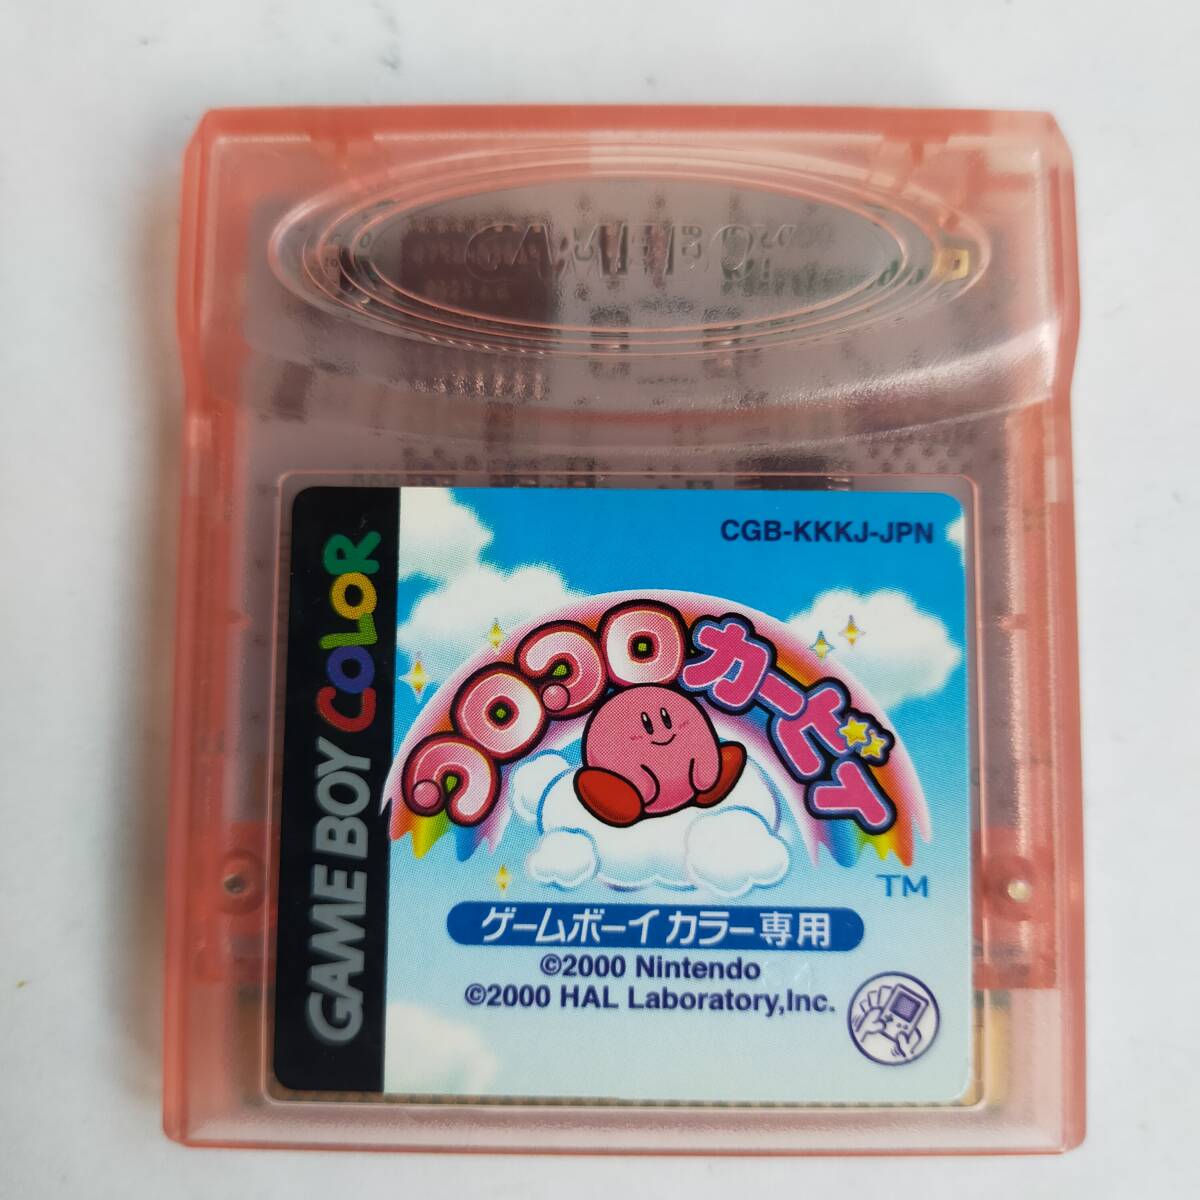 CGB-KKKJ-JPN
GAME BOY COLOR
コロコロカービィ
TM
ゲームボーイカラー専用
©2000 Nintendo
©2000 HAL Laboratory,Inc.